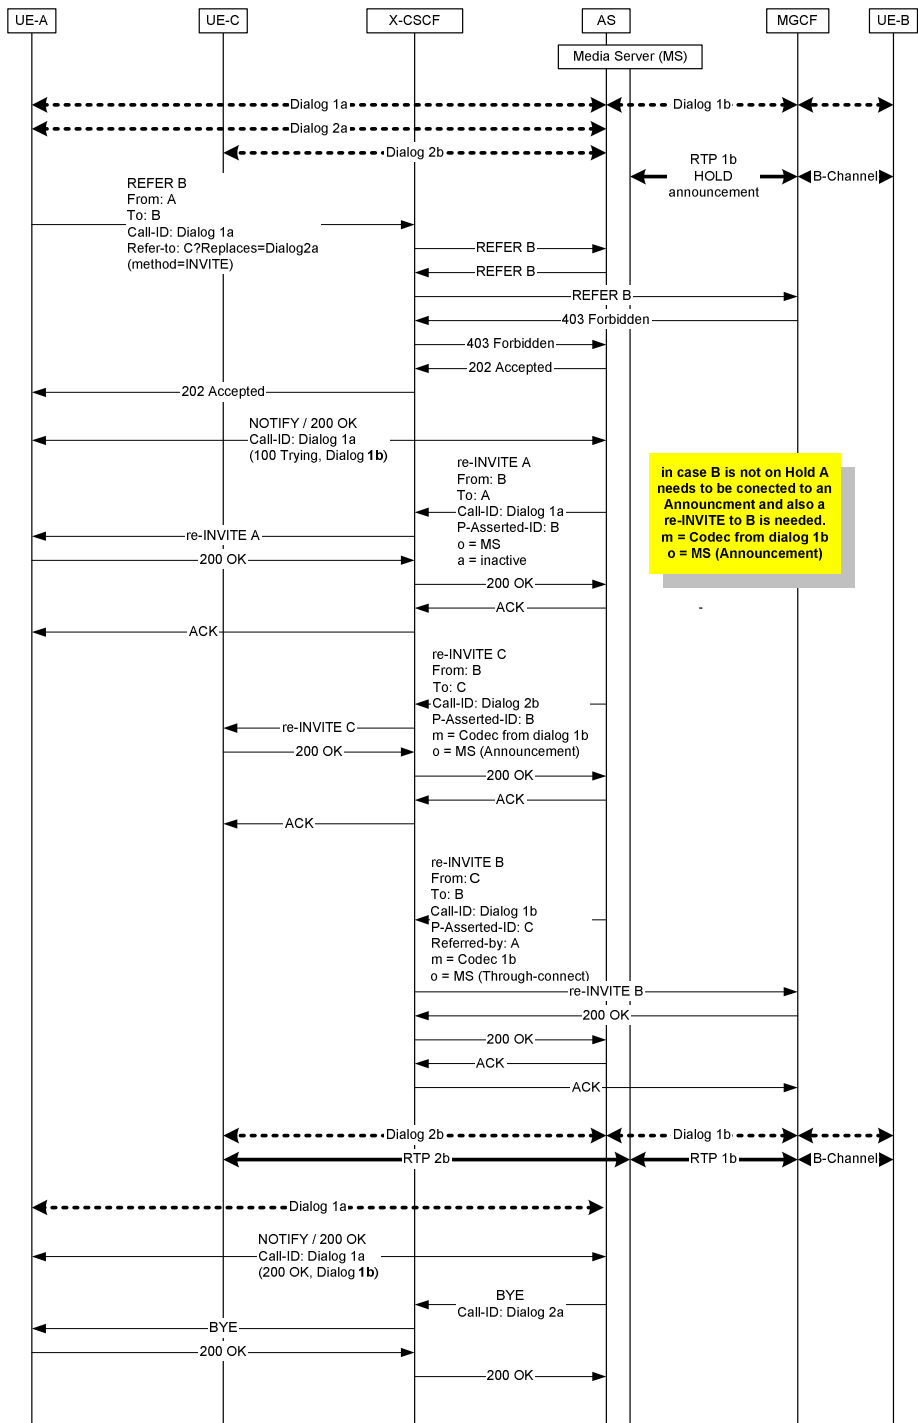 UE-A
UE-C
X-CSCF
AS
MGCF
UE-B
Media Server (MS)
Dialog 1a
Dialog 1b
Dialog 2a
Dialog 2b
RTP 1b
HOLD
announcement
B-Channel
REFER B
From: A
To: B
Call-ID: Dialog 1a
Refer-to: C?Replaces=Dialog2a
(method=INVITE)
REFER B
REFER B
REFER B
403 Forbidden
403 Forbidden
202 Accepted
202 Accepted
NOTIFY / 200 OK
Call-ID: Dialog 1a
(100 Trying, Dialog 1b)
in case B is not on Hold A
needs to be conected to an
Announcment and also a
re-INVITE to B is needed.
m = Codec from dialog 1b
o = MS (Announcement)
re-INVITE A
From: B
To: A
Call-ID: Dialog 1a
P-Asserted-ID: B
o = MS
a = inactive
re-INVITE A
200 OK
200 OK
ACK
-
ACK
re-INVITE C
From: B
To: C
Call-ID: Dialog 2b
P-Asserted-ID: B
m = Codec from dialog 1b
o = MS (Announcement)
re-INVITE C
200 OK
200 OK
ACK
ACK
re-INVITE B
From: C
To: B
Call-ID: Dialog 1b
P-Asserted-ID: C
Referred-by: A
m = Codec 1b
o = MS (Through-connect)
re-INVITE B
200 OK
200 OK
ACK
ACK
Dialog 2b
Dialog 1b
RTP 2b
RTP 1b
B-Channel
Dialog 1a
NOTIFY / 200 OK
Call-ID: Dialog 1a
(200 OK, Dialog 1b)
BYE
Call-ID: Dialog 2a
BYE
200 OK
200 OK